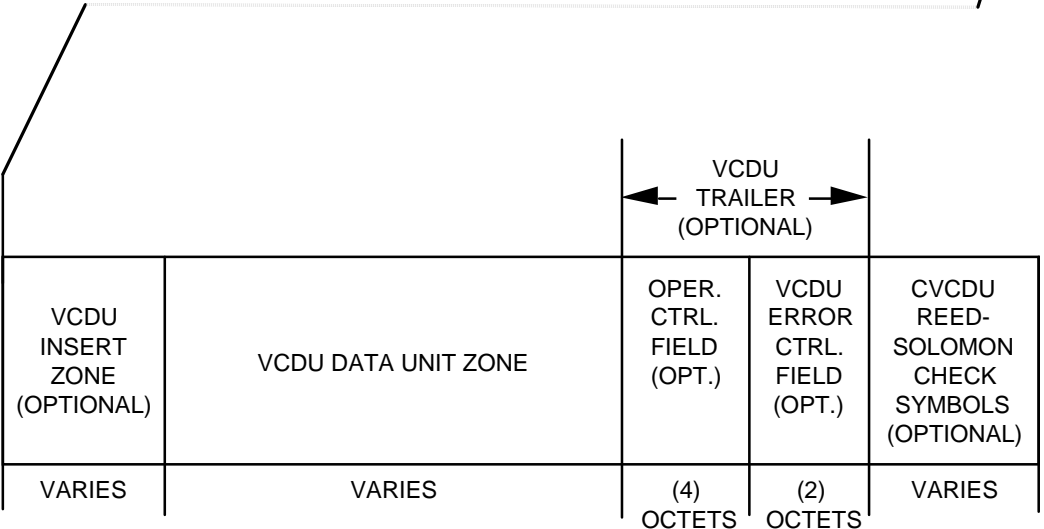 VCDU
TRAILER
(OPTIONAL)
VCDU
INSERT
ZONE
(OPTIONAL)
VCDU DATA UNIT ZONE
OPER.
CTRL.
FIELD
(OPT.)
VCDU
ERROR
CTRL.
FIELD
(OPT.)
CVCDU
REED-
SOLOMON
CHECK
SYMBOLS
(OPTIONAL)
VARIES
VARIES
(4)
OCTETS
(2)
OCTETS
VARIES